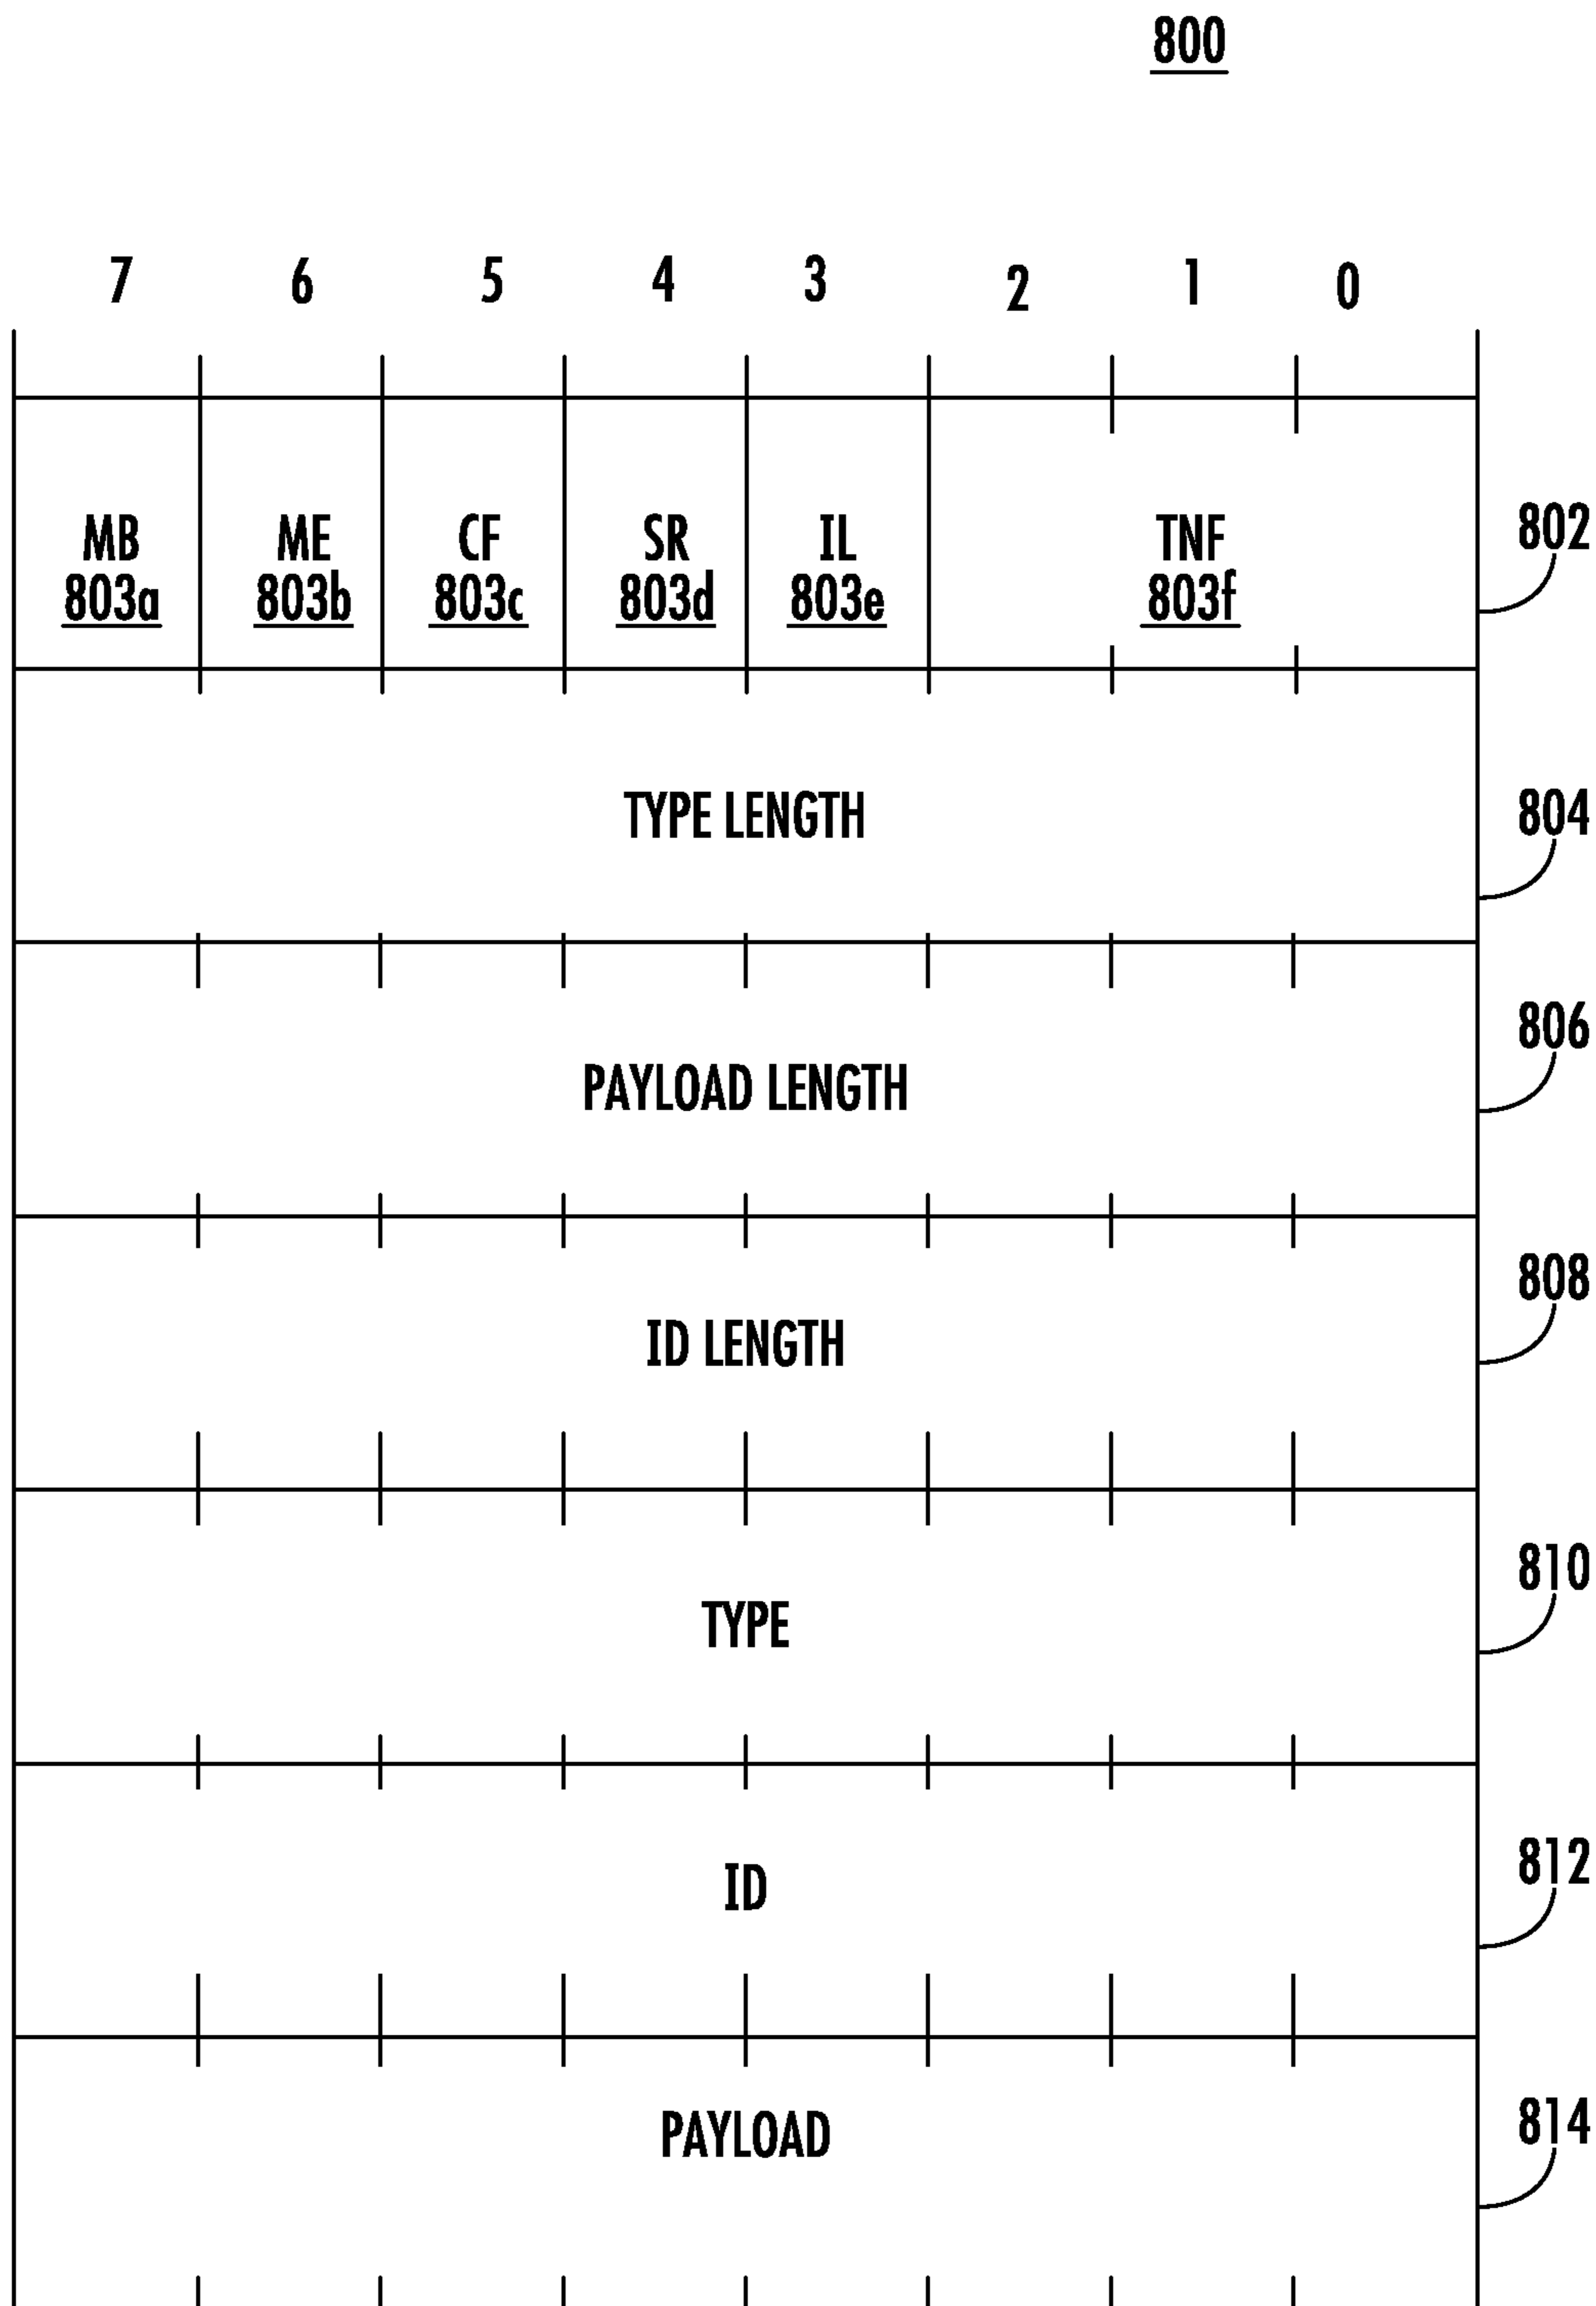 800
7 6 5 4 3 2 1 0
MB ME CF SR IL TNF 802
803a 803b 803c 803d 803e 803f
TYPE LENGTH 804
PAYLOAD LENGTH 806
ID LENGTH 808
TYPE 810
ID 812
PAYLOAD 814